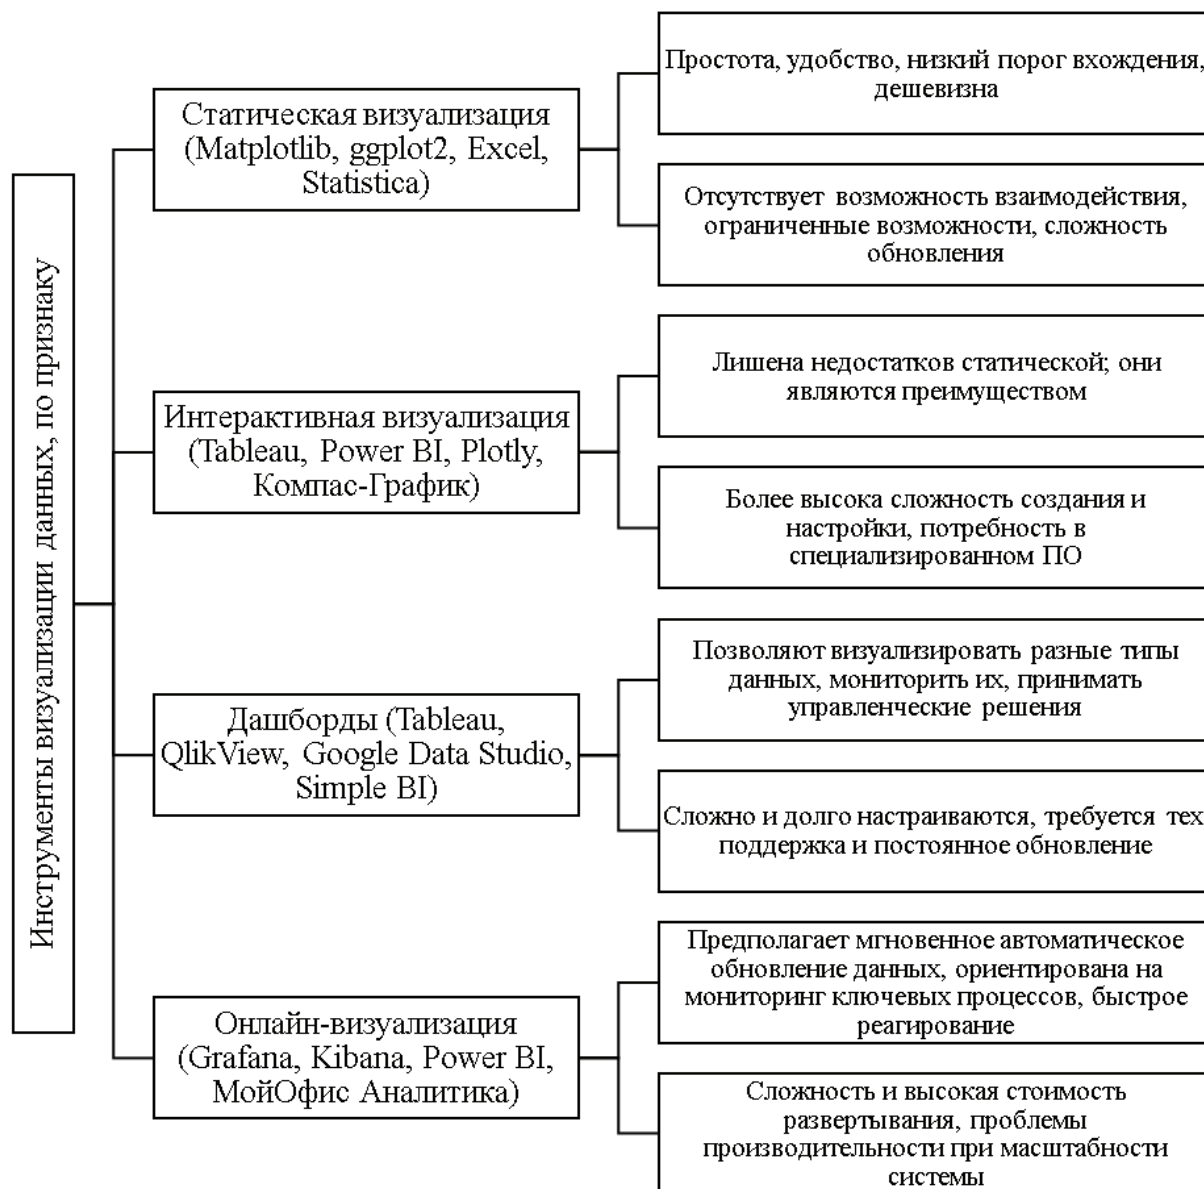 Инструменты визуализации данных, по признаку
Статическая визуализация
(Matplotlib, ggplot2, Excel,
Statistica)
Простота, удобство, низкий порог вхождения,
дешевизна
Отсутствует возможность взаимодействия,
ограниченные возможности, сложность
обновления
Интерактивная визуализация
(Tableau, Power BI, Plotly,
Компас-График)
Лишена недостатков статической; они
являются преимуществом
Более высока сложность создания и
настройки, потребность в
специализированном ПО
Дашборды (Tableau,
QlikView, Google Data Studio,
Simple BI)
Позволяют визуализировать разные типы
данных, мониторить их, принимать
управленческие решения
Сложно и долго настраиваются, требуется тех
поддержка и постоянное обновление
Онлайн-визуализация
(Grafana, Kibana, Power BI,
МойОфис Аналитика)
Предполагает мгновенное автоматическое
обновление данных, ориентирована на
мониторинг ключевых процессов, быстрое
реагирование
Сложность и высокая стоимость
развертывания, проблемы
производительности при масштабности
системы